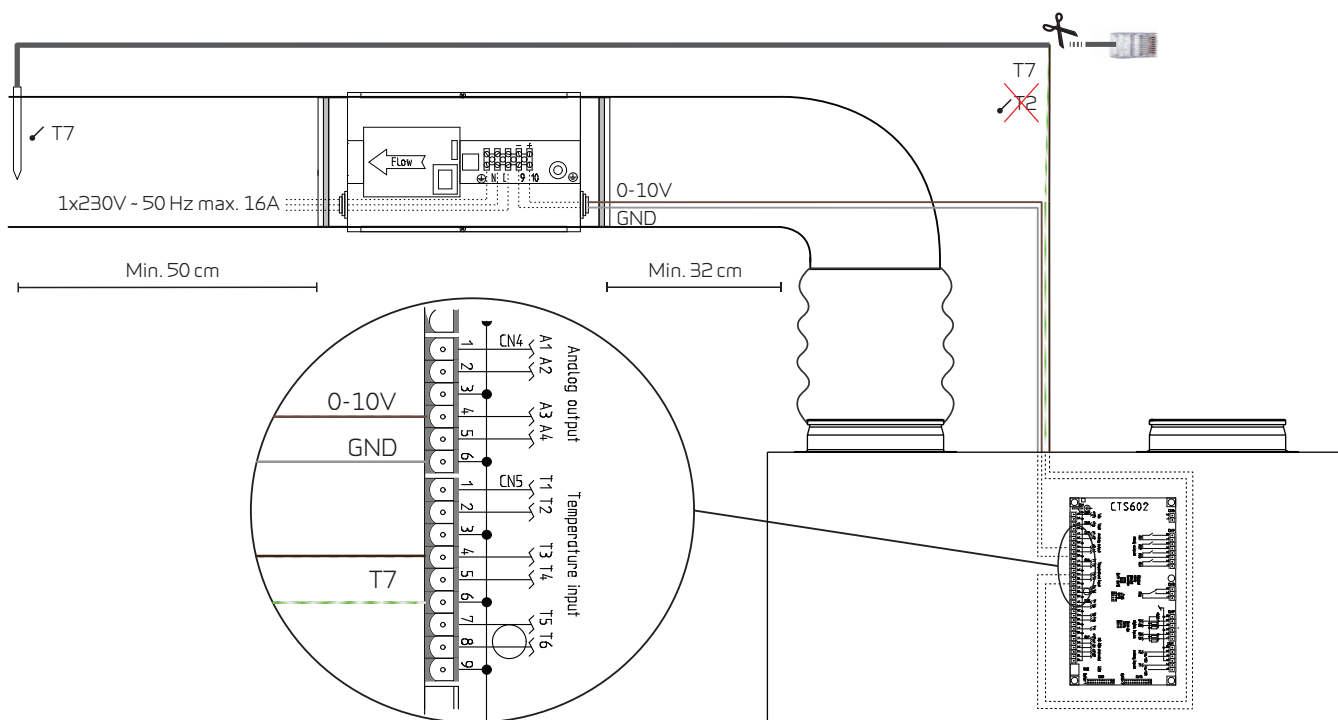 T7
T2
T7
Flow
N L 9 10
1x230V ~ 50 Hz max. 16A
0-10V
GND
Min. 50 cm
Min. 32 cm
CN4
1 A1
2 A2
3
4 A3
5 A4
6
Analog output
0-10V
GND
CN5
1 T1
2 T2
3
4 T3
5 T4
6
7 T5
8 T6
9
Temperature input
T7
CTS602